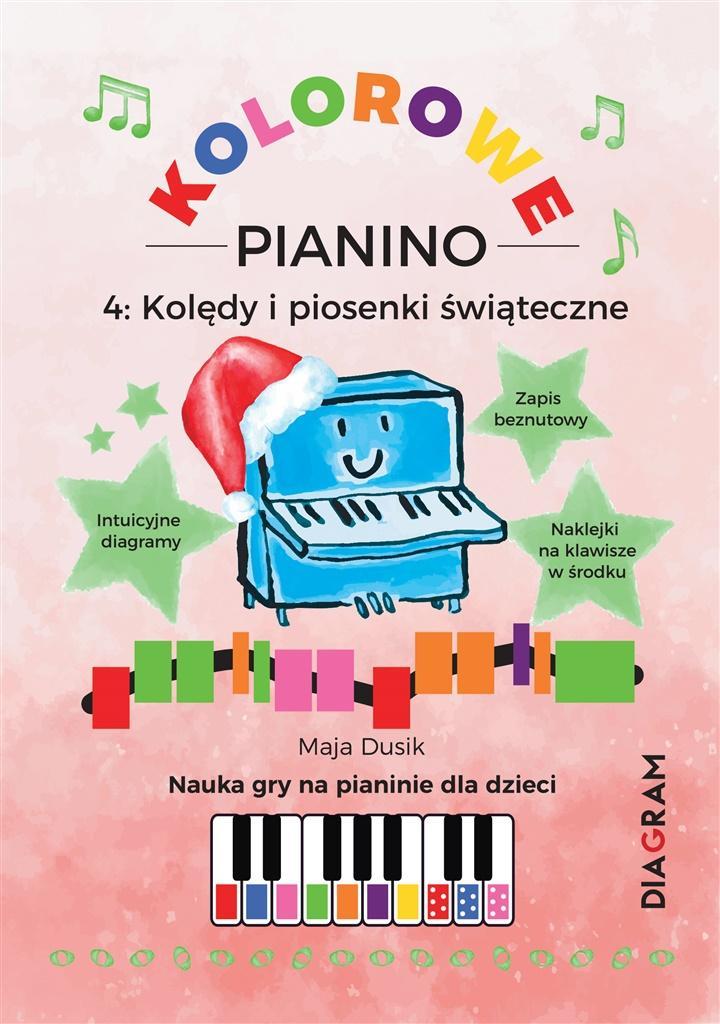 KOLOROWE
PIANINO
4: Kolędy i piosenki świąteczne
Zapis
beznutowy
Intuicyjne
diagramy
Naklejki
na klawisze
w środku
Maja Dusik
Nauka gry na pianinie dla dzieci
DIAGRAM